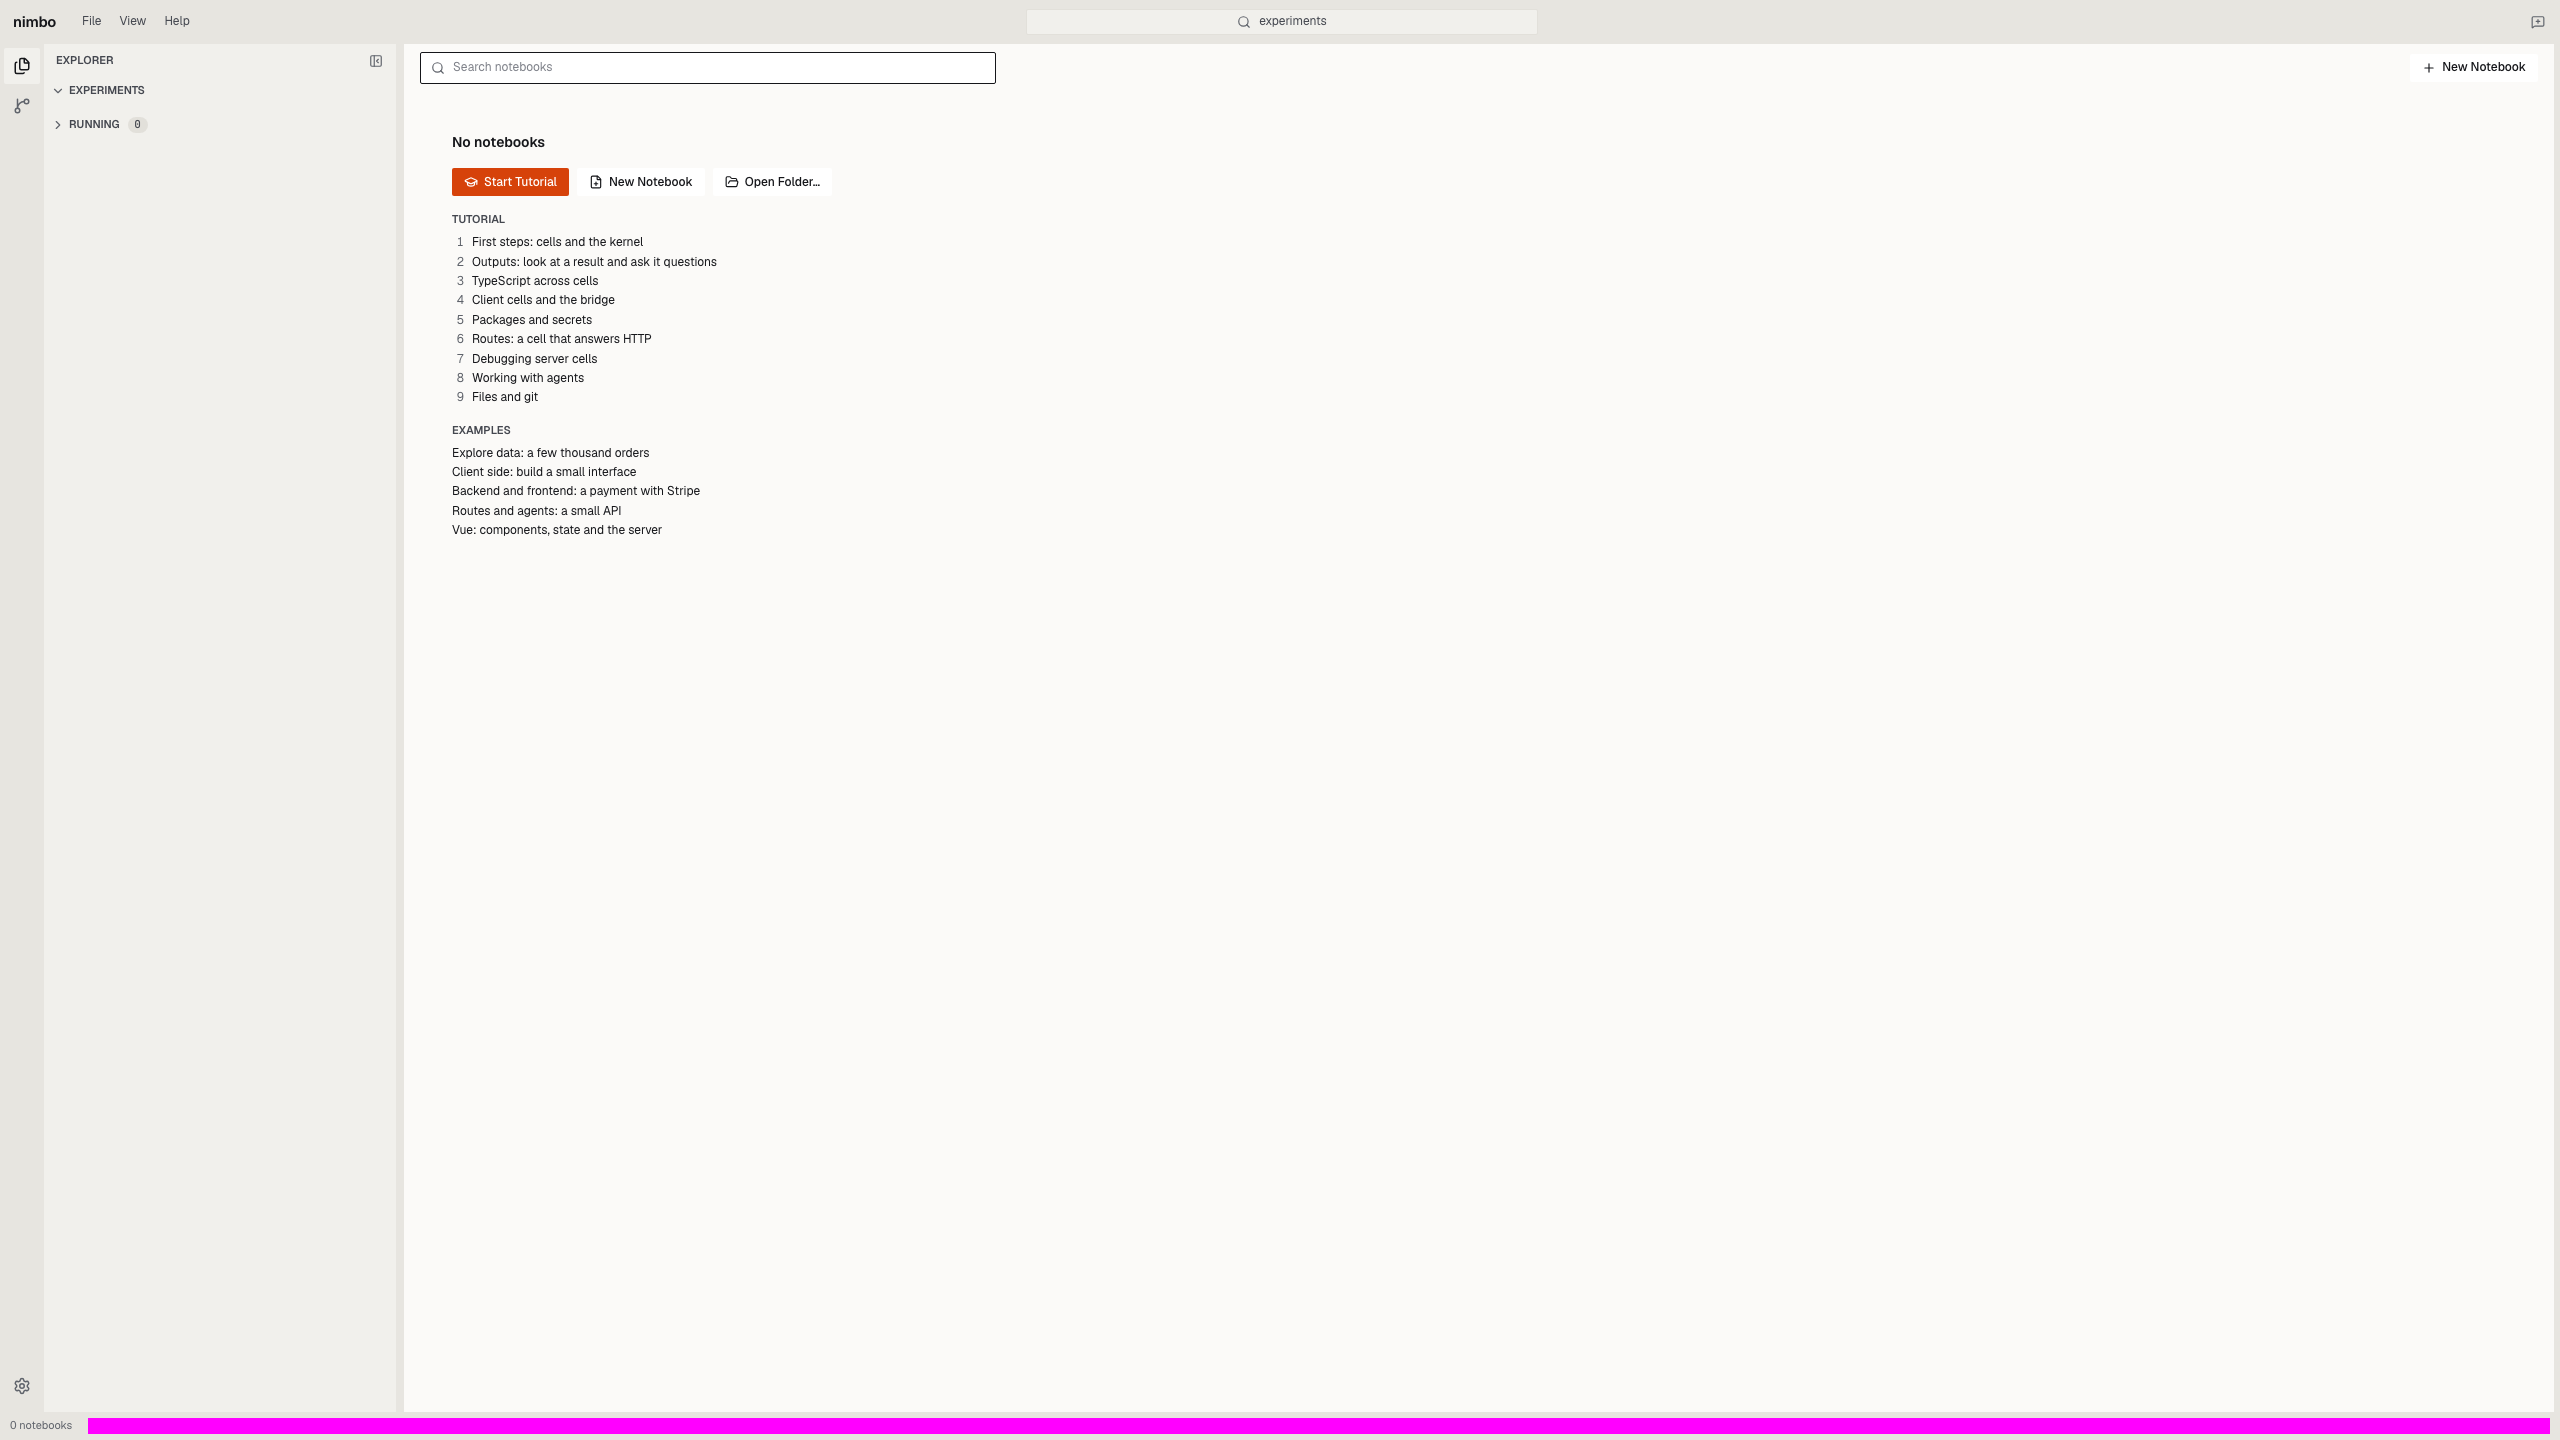 nimbo File View Help experiments
EXPLORER
EXPERIMENTS
RUNNING 0
Search notebooks
New Notebook
No notebooks
Start Tutorial New Notebook Open Folder...
TUTORIAL
1 First steps: cells and the kernel
2 Outputs: look at a result and ask it questions
3 TypeScript across cells
4 Client cells and the bridge
5 Packages and secrets
6 Routes: a cell that answers HTTP
7 Debugging server cells
8 Working with agents
9 Files and git
EXAMPLES
Explore data: a few thousand orders
Client side: build a small interface
Backend and frontend: a payment with Stripe
Routes and agents: a small API
Vue: components, state and the server
0 notebooks